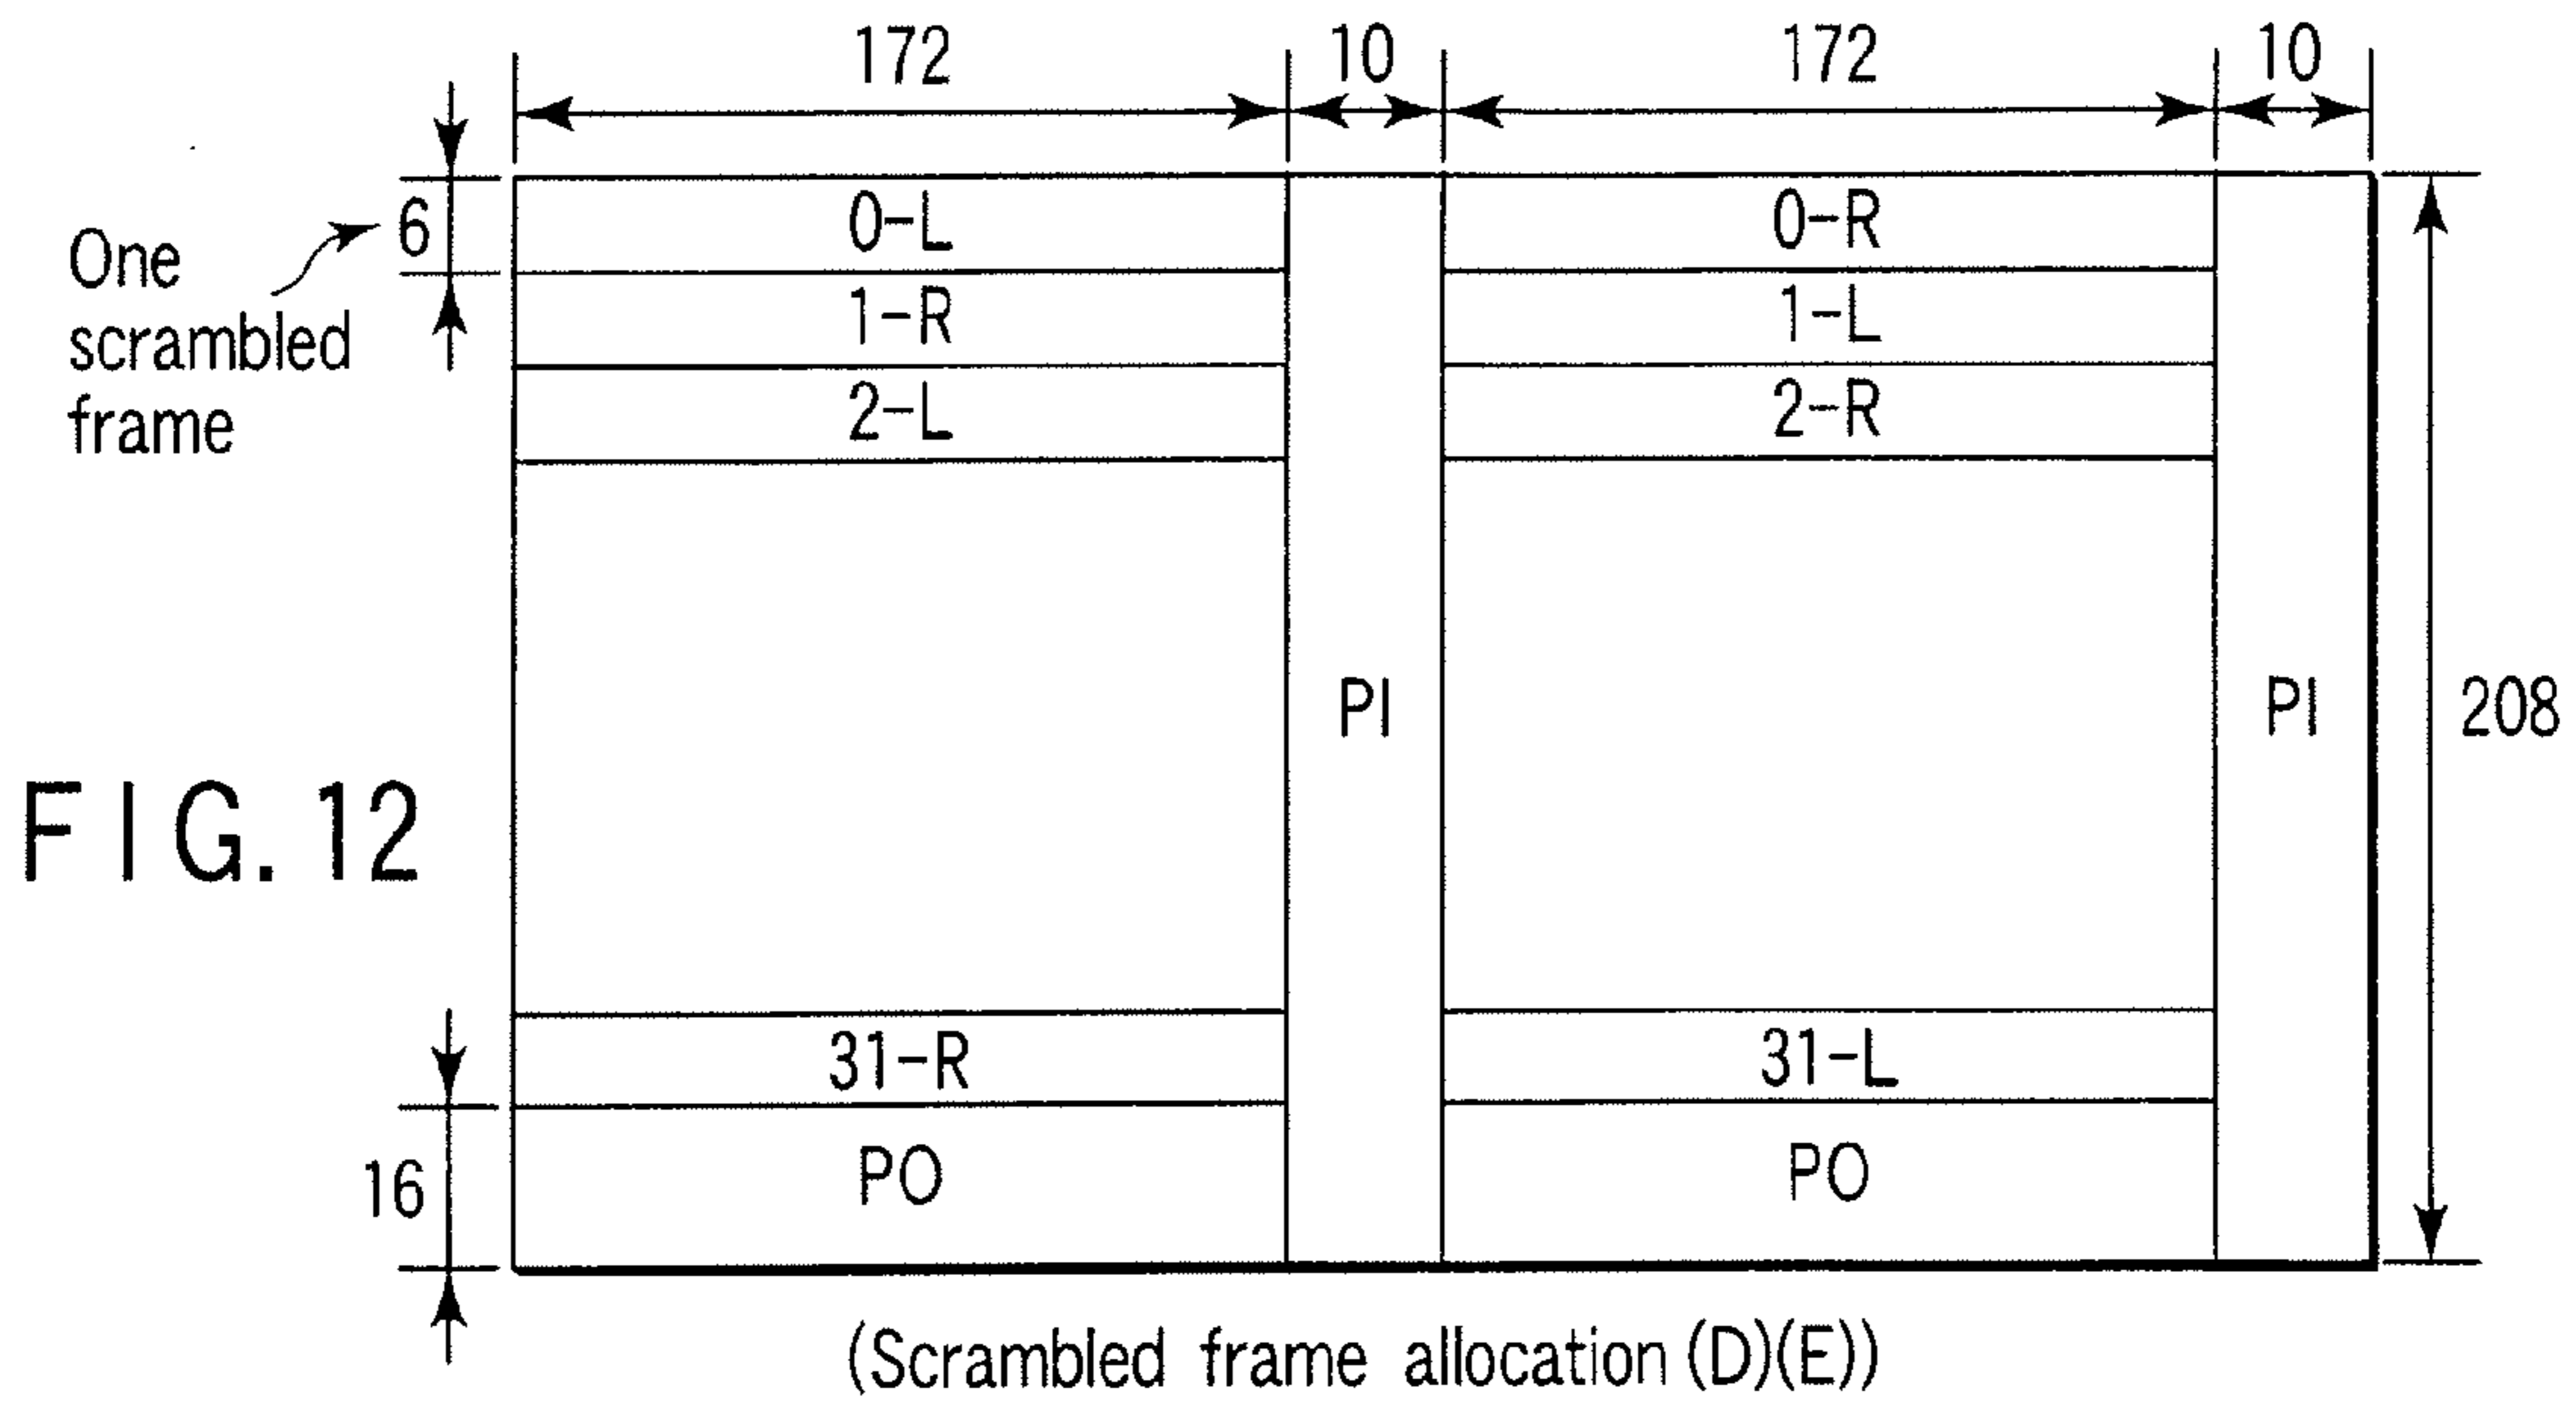 172 10 172 10
6 0-L 0-R
One scrambled frame
1-R 1-L
2-L 2-R
PI PI 208
FIG. 12
31-R 31-L
16 PO PO
(Scrambled frame allocation (D)(E))